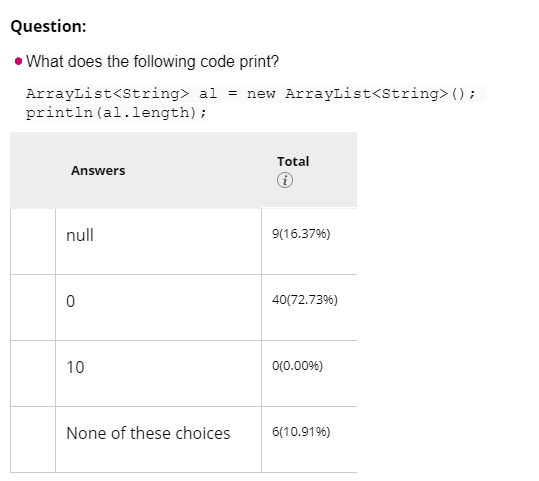 Question:
What does the following code print?
ArrayList<String> al = new ArrayList<String>();
println(al.length);
Answers Total
i
null 9(16.37%)
0 40(72.73%)
10 0(0.00%)
None of these choices 6(10.91%)